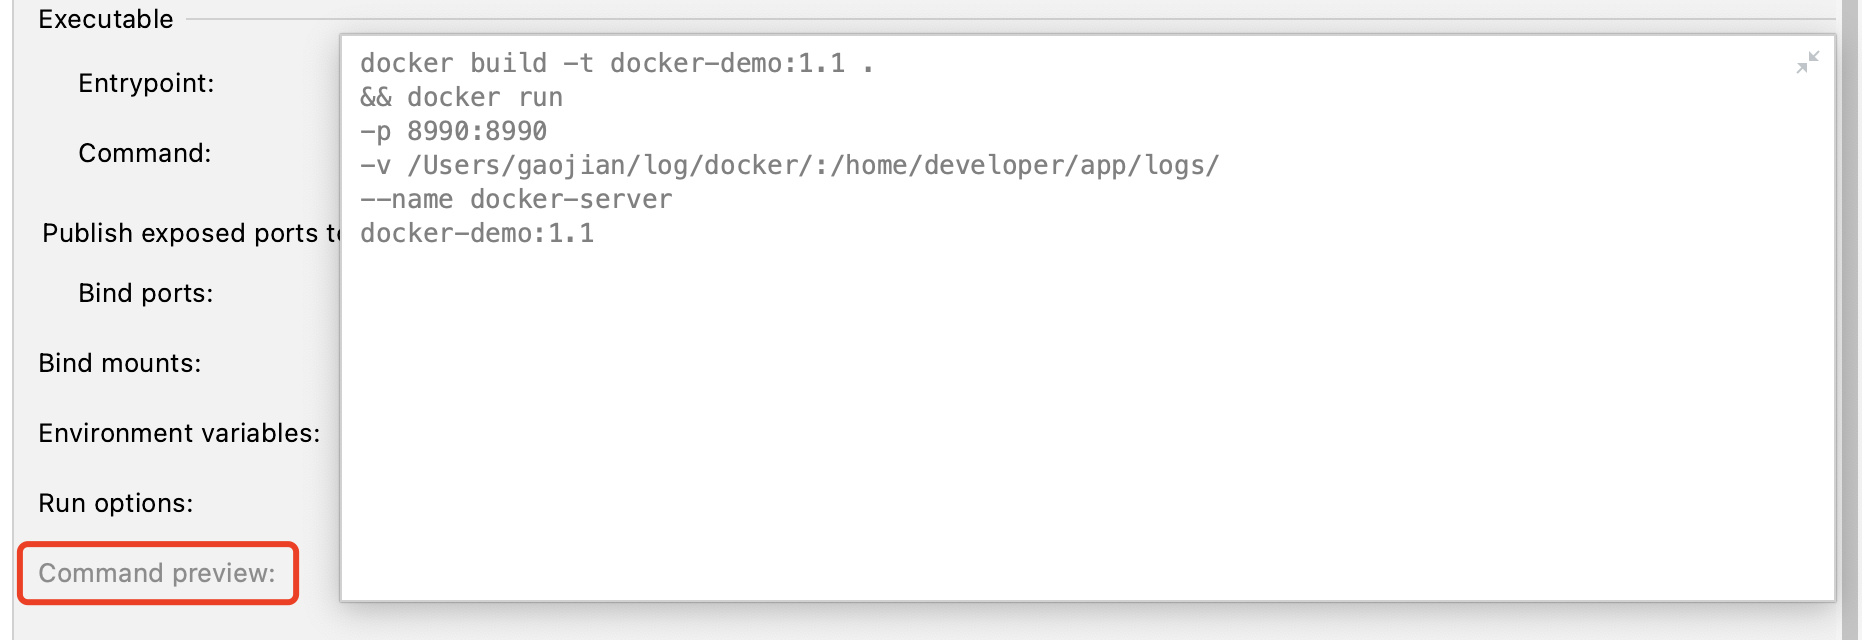 Executable
docker build -t docker-demo:1.1 .
Entrypoint:
&& docker run
-p 8990:8990
Command:
-v /Users/gaojian/log/docker/:/home/developer/app/logs/
--name docker-server
Publish exposed ports
docker-demo:1.1
Bind ports:
Bind mounts:
Environment variables:
Run options:
Command preview: